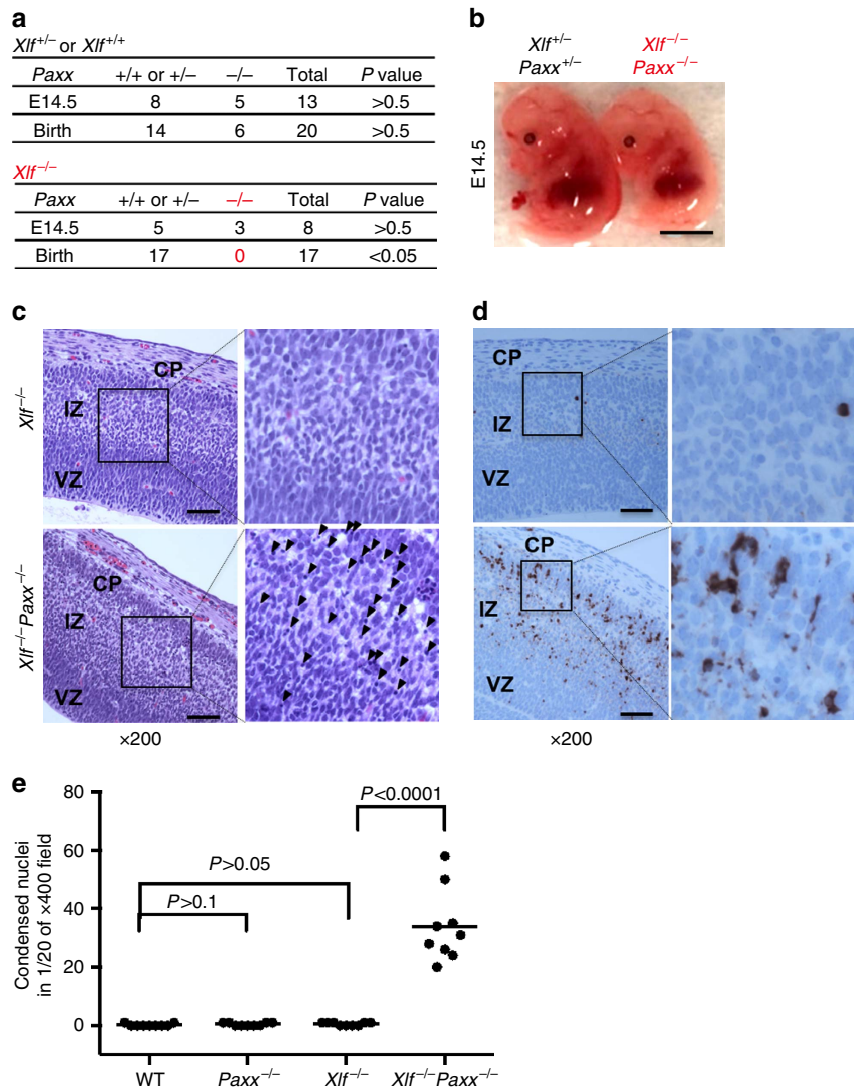 a
Xlf+/– or Xlf+/+
Paxx +/+ or +/– –/– Total P value
E14.5 8 5 13 >0.5
Birth 14 6 20 >0.5
Xlf–/–
Paxx +/+ or +/– –/– Total P value
E14.5 5 3 8 >0.5
Birth 17 0 17 <0.05
b
Xlf+/– Xlf–/–
Paxx+/– Paxx–/–
E14.5
c
Xlf–/–
CP
IZ
VZ
Xlf–/–Paxx–/–
CP
IZ
VZ
×200
d
CP
IZ
VZ
CP
IZ
VZ
×200
e
Condensed nuclei
in 1/20 of ×400 field
80
60
40
20
0
P<0.0001
P>0.05
P>0.1
WT Paxx–/– Xlf–/– Xlf–/–Paxx–/–